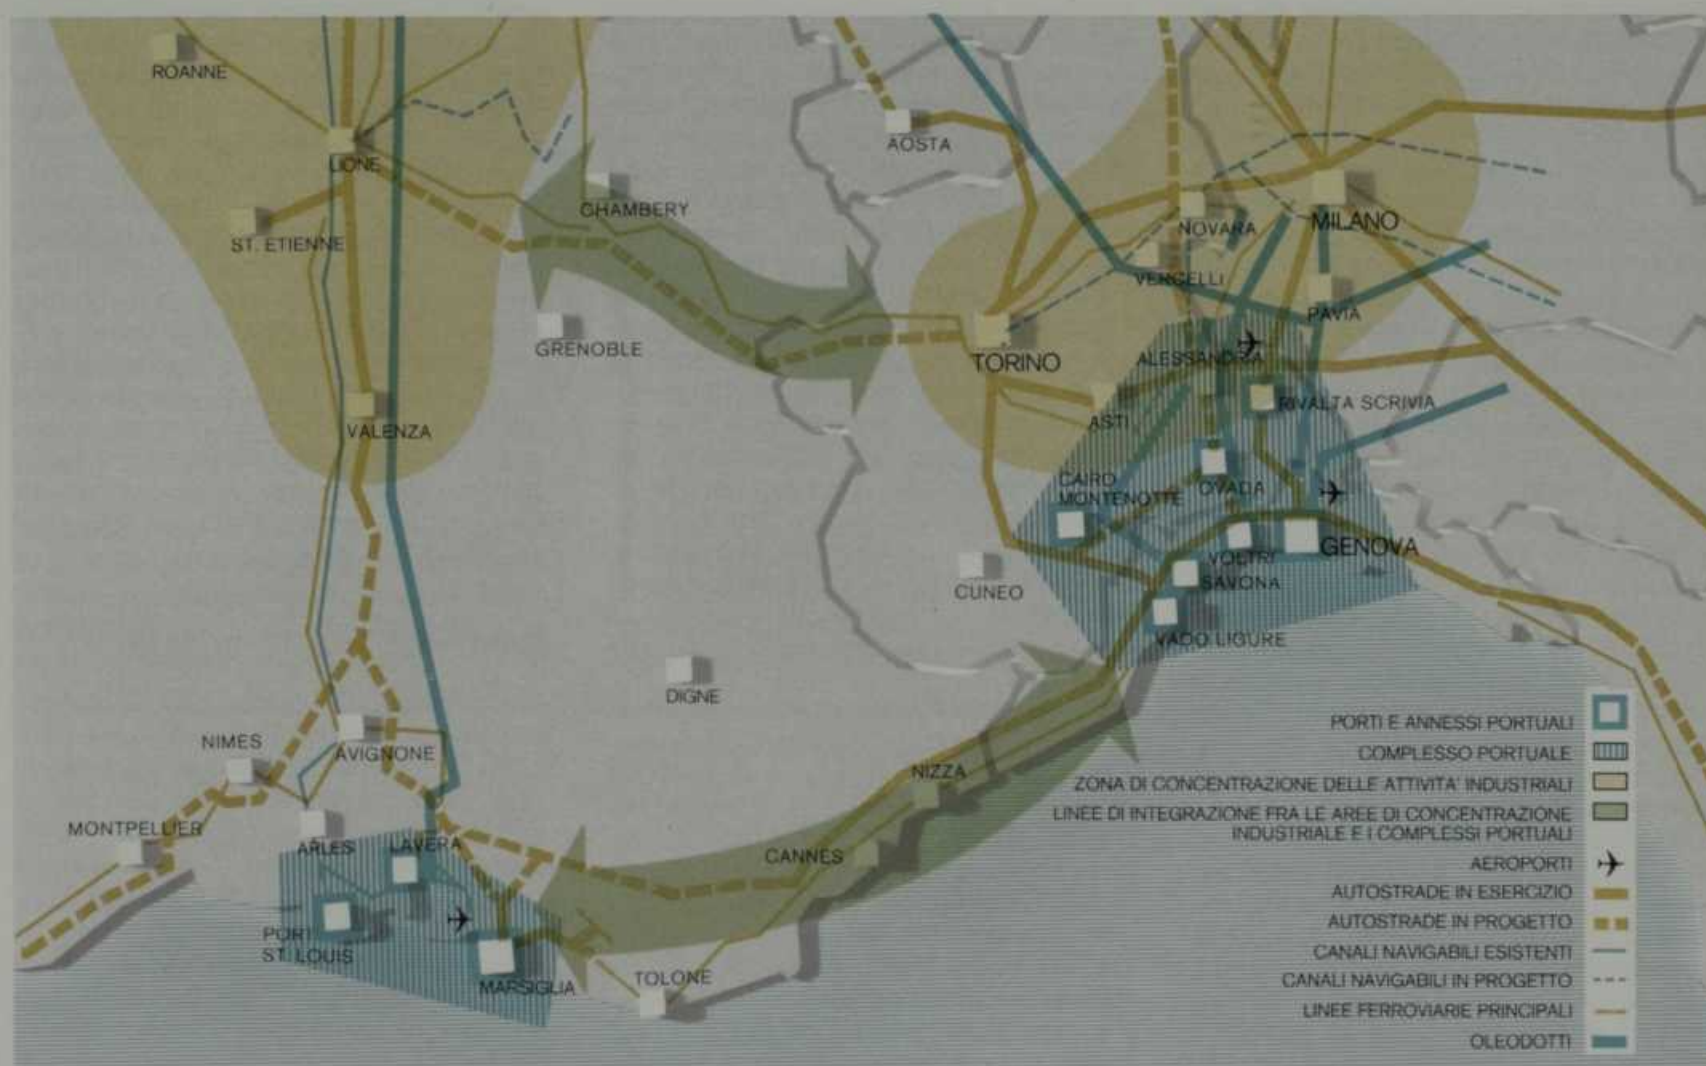 ROANNE
LIONE
ST. ETIENNE
CHAMBERY
GRENOBLE
VALENZA
AOSTA
NOVARA
MILANO
VERCELLI
PAVIA
TORINO
ALESSANDRIA
ASTI
RIVALTA SCRIVIA
CAIRO
MONTENOTTE
OVADA
GENOVA
VOLTRI
SAVONA
CUNEO
VADO LIGURE
DIGNE
NIMES
AVIGNONE
NIZZA
MONTPELLIER
ARLES
LAVERA
CANNES
PORT
ST. LOUIS
MARSIGLIA
TOLONE
PORTI E ANNESSI PORTUALI
COMPLESSO PORTUALE
ZONA DI CONCENTRAZIONE DELLE ATTIVITA' INDUSTRIALI
LINEE DI INTEGRAZIONE FRA LE AREE DI CONCENTRAZIONE
INDUSTRIALE E I COMPLESSI PORTUALI
AEROPORTI
AUTOSTRADE IN ESERCIZIO
AUTOSTRADE IN PROGETTO
CANALI NAVIGABILI ESISTENTI
CANALI NAVIGABILI IN PROGETTO
LINEE FERROVIARIE PRINCIPALI
OLEODOTTI